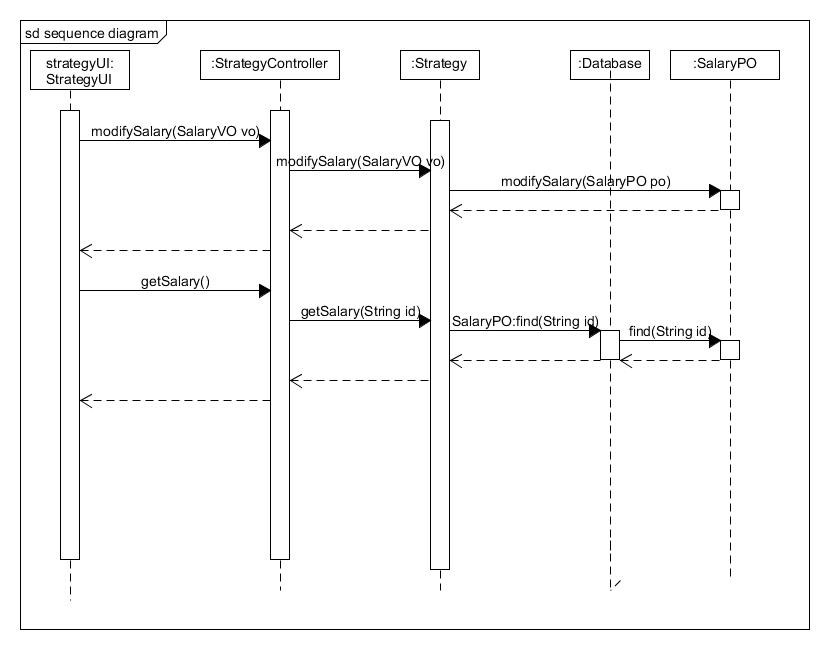 sd sequence diagram
strategyUI:
StrategyUI
:StrategyController
:Strategy
:Database
:SalaryPO
modifySalary(SalaryVO vo)
modifySalary(SalaryVO vo)
modifySalary(SalaryPO po)
getSalary()
getSalary(String id)
SalaryPO:find(String id)
find(String id)